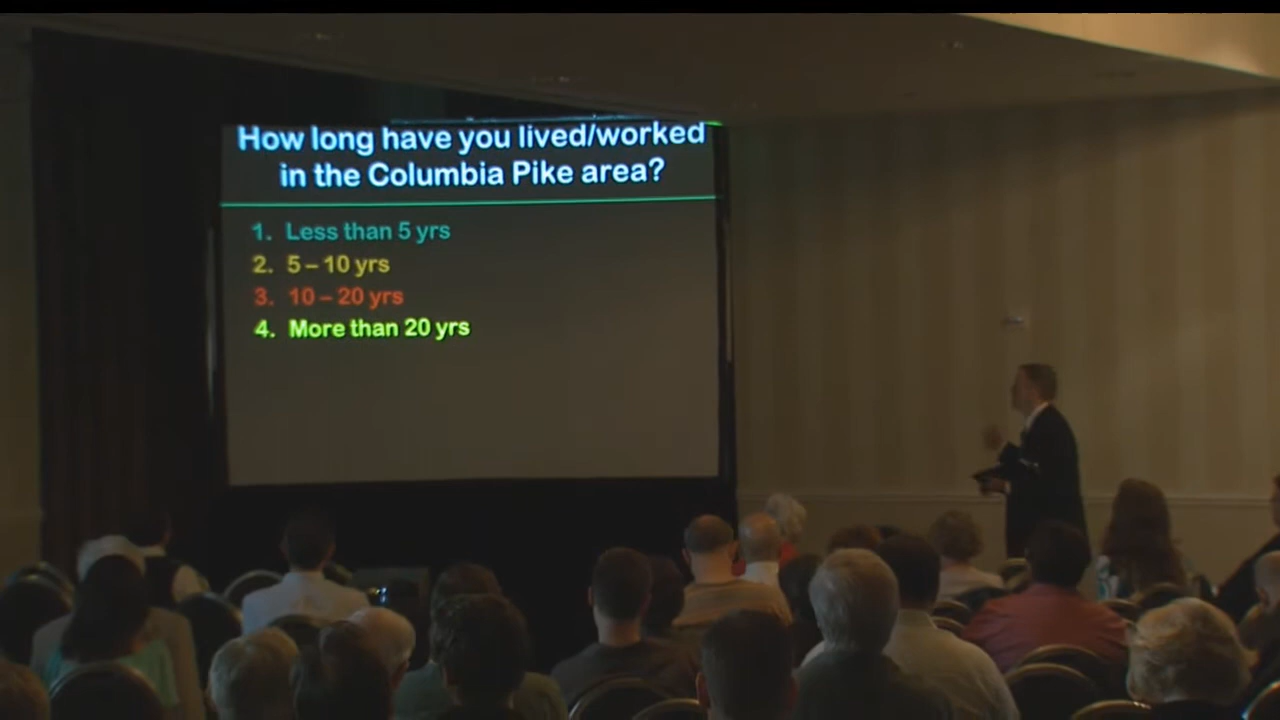 How long have you lived/worked
in the Columbia Pike area?
1. Less than 5 yrs
2. 5 – 10 yrs
3. 10 – 20 yrs
4. More than 20 yrs